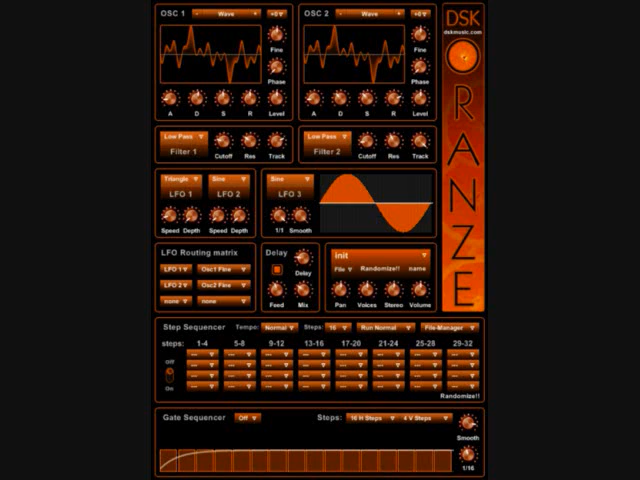 OSC 1 - Wave + +0
OSC 2 - Wave + +0
DSK
dskmusic.com
ORANZE
Fine
Fine
Phase
Phase
A D S R Level
A D S R Level
Low Pass
Filter 1
Cutoff Res Track
Low Pass
Filter 2
Cutoff Res Track
Triangle Sine
LFO 1 LFO 2
Speed Depth Speed Depth
Sine
LFO 3
1/1 Smooth
LFO Routing matrix
LFO 1 Osc1 Fine
LFO 2 Osc2 Fine
none none
Delay
Delay
Feed Mix
init
File Randomize!! name
Pan Voices Stereo Volume
Step Sequencer Tempo: Normal Steps: 16 Run Normal File-Manager
steps: 1-4 5-8 9-12 13-16 17-20 21-24 25-28 29-32
--- --- --- --- --- --- --- ---
Off
--- --- --- --- --- --- --- ---
--- --- --- --- --- --- --- ---
On
--- --- --- --- --- --- --- ---
Randomize!!
Gate Sequencer Off Steps: 16 H Steps 4 V Steps
Smooth
1/16